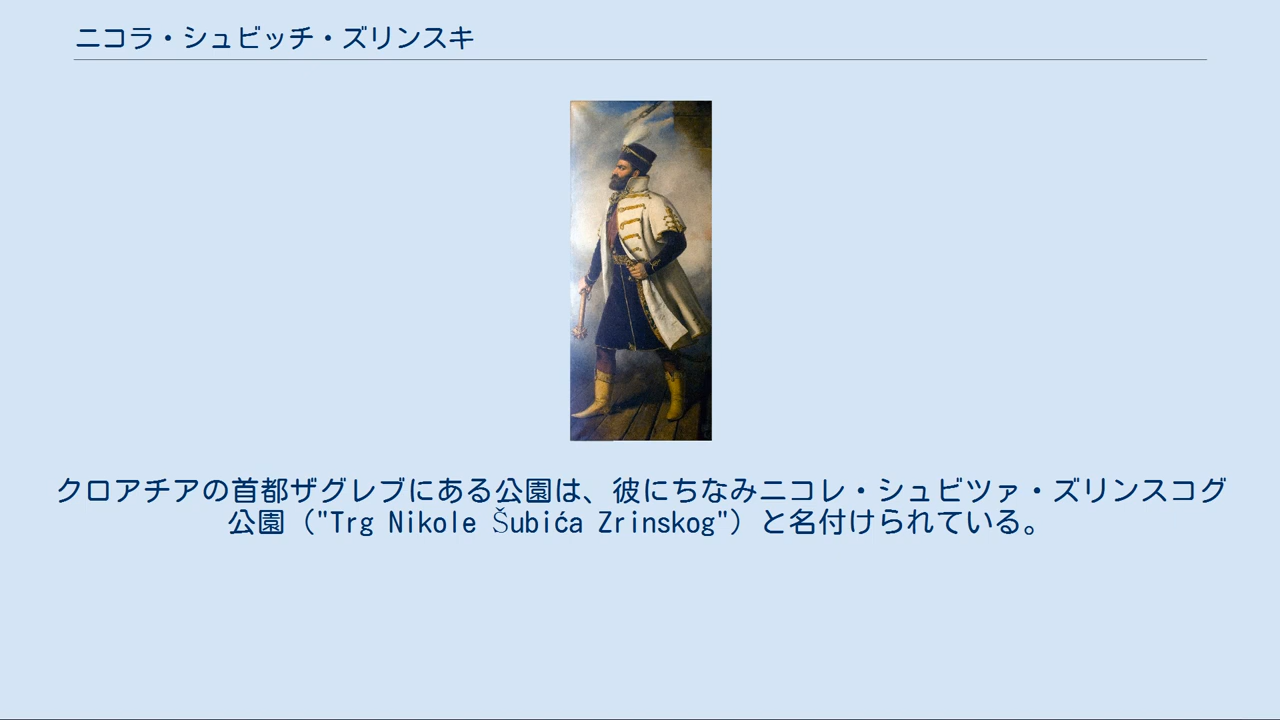 ニコラ・シュビッチ・ズリンスキ
クロアチアの首都ザグレブにある公園は、彼にちなみニコレ・シュビツァ・ズリンスコグ
公園（"Trg Nikole Šubića Zrinskog"）と名付けられている。